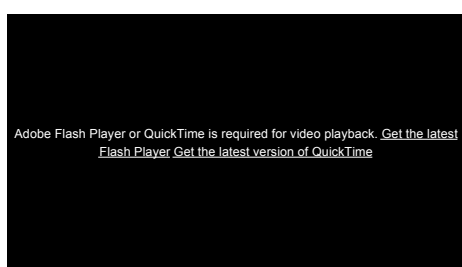 Adobe Flash Player or QuickTime is required for video playback. Get the latest
Flash Player Get the latest version of QuickTime